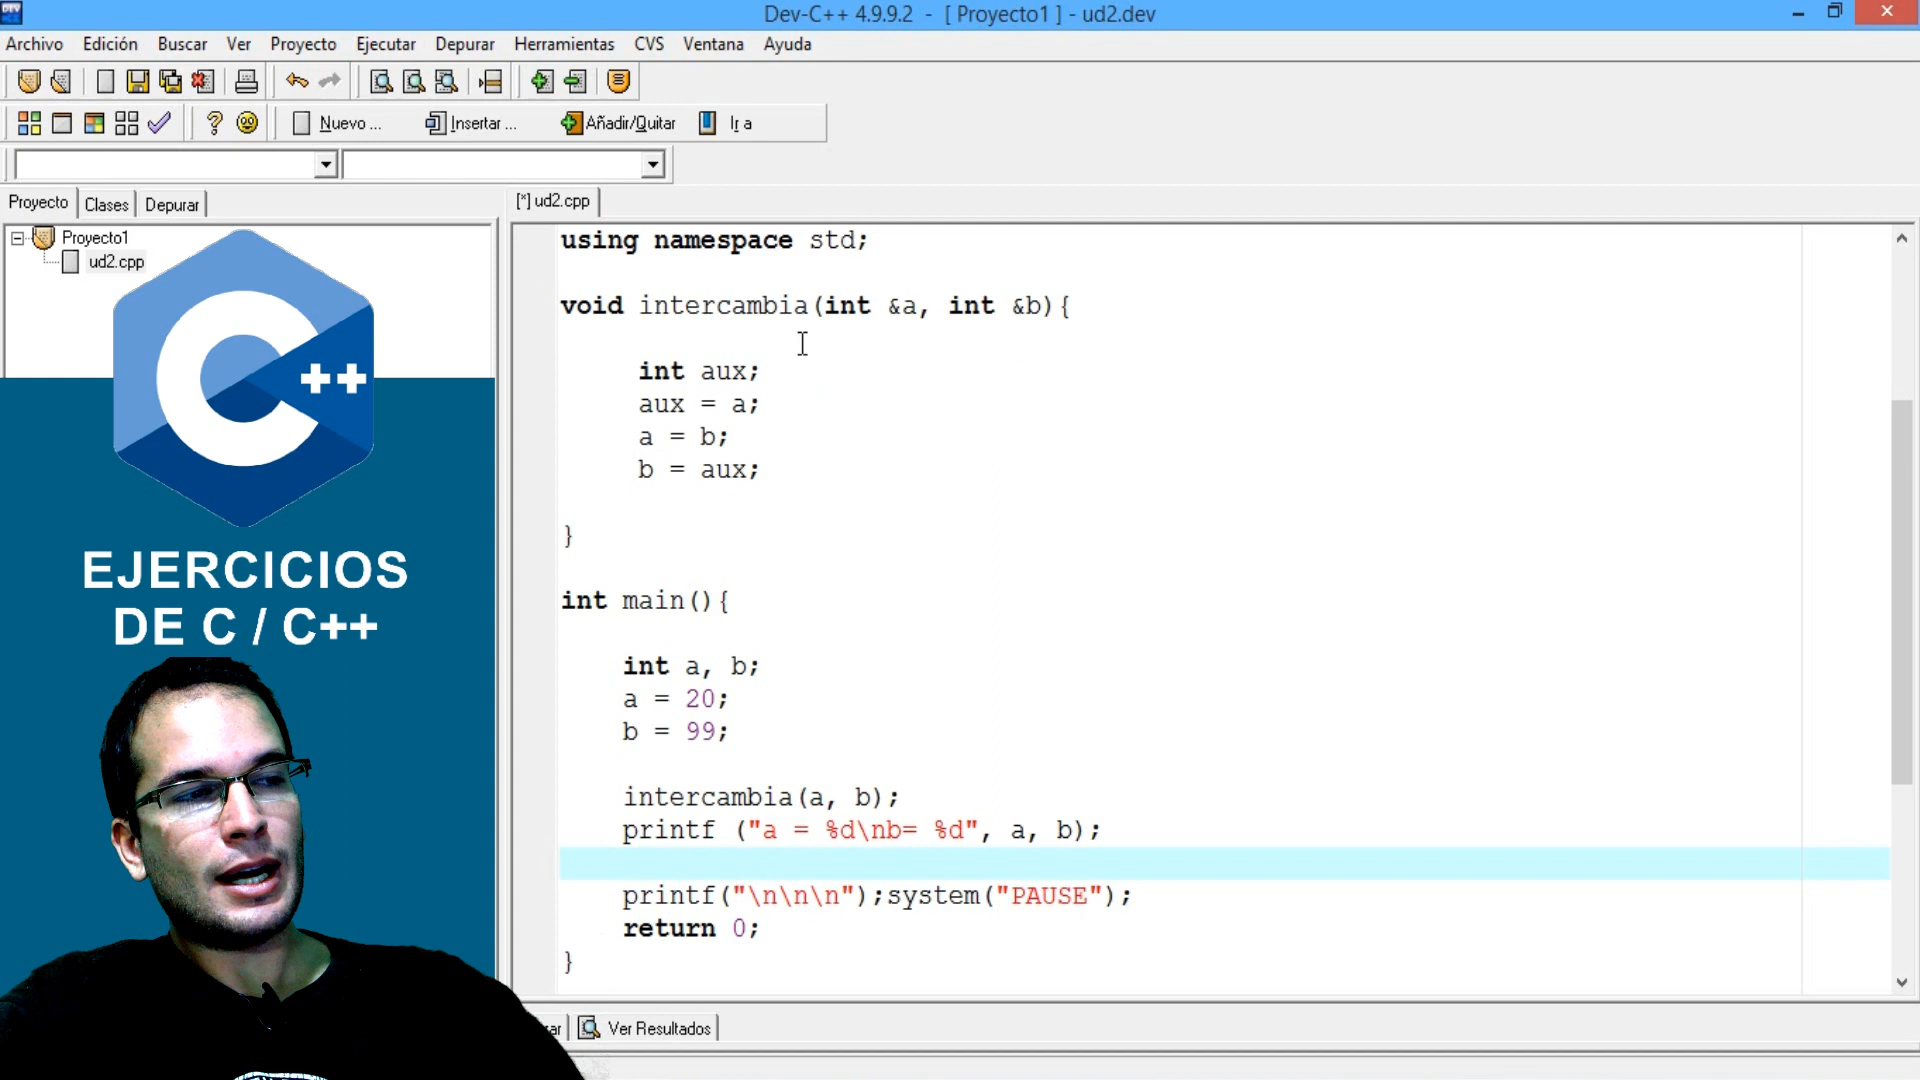 Dev-C++ 4.9.9.2 - [ Proyecto1 ] - ud2.dev
Archivo Edición Buscar Ver Proyecto Ejecutar Depurar Herramientas CVS Ventana Ayuda
Nuevo ... Insertar ... Añadir/Quitar Ir a
Proyecto Clases Depurar
[*] ud2.cpp
Proyecto1
ud2.cpp
C++
EJERCICIOS
DE C / C++
using namespace std;
void intercambia(int &a, int &b){
int aux;
aux = a;
a = b;
b = aux;
}
int main(){
int a, b;
a = 20;
b = 99;
intercambia(a, b);
printf ("a = %d\nb= %d", a, b);
printf("\n\n\n");system("PAUSE");
return 0;
}
Ver Resultados